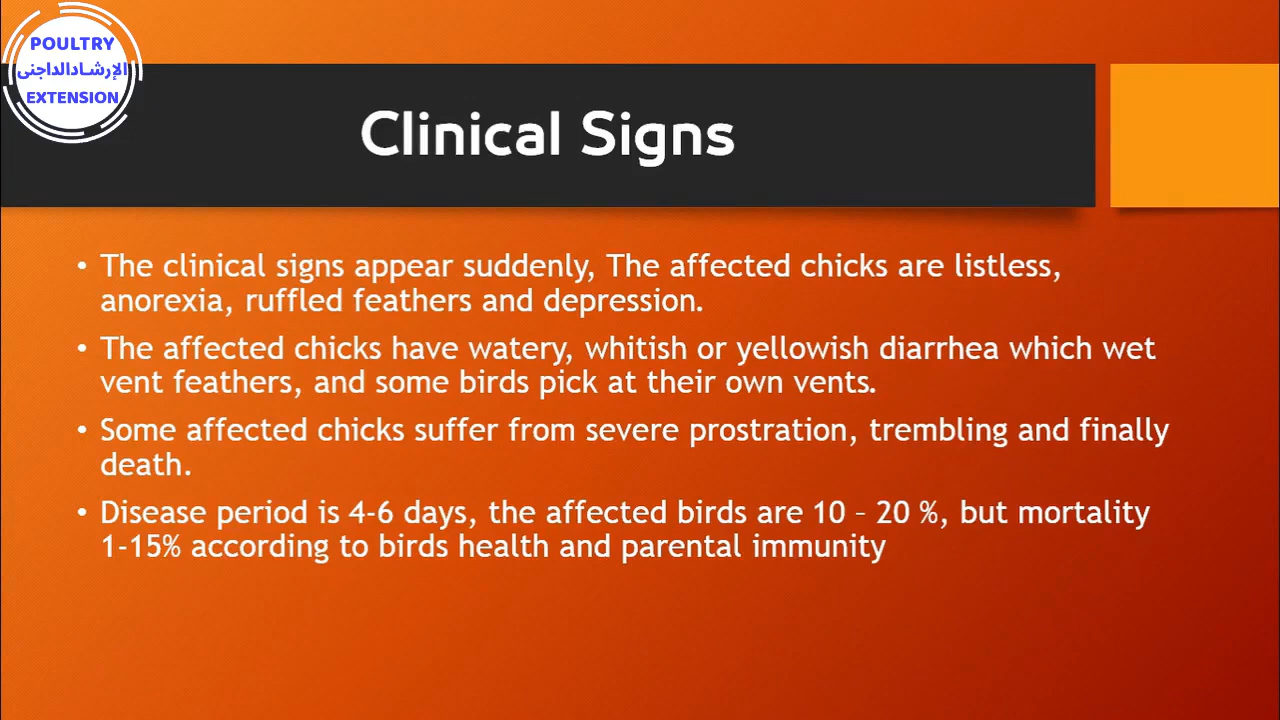 POULTRY
الإرشادالداجنى
EXTENSION
Clinical Signs
• The clinical signs appear suddenly, The affected chicks are listless,
anorexia, ruffled feathers and depression.
• The affected chicks have watery, whitish or yellowish diarrhea which wet
vent feathers, and some birds pick at their own vents.
• Some affected chicks suffer from severe prostration, trembling and finally
death.
• Disease period is 4-6 days, the affected birds are 10 – 20 %, but mortality
1-15% according to birds health and parental immunity